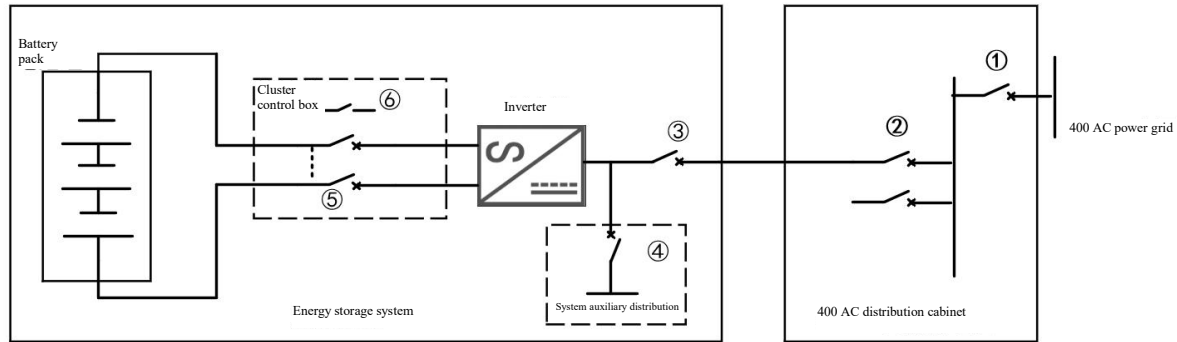 Battery
pack
Cluster
control box
⑥
⑤
Inverter
③
④
System auxiliary distribution
Energy storage system
②
①
400 AC power grid
400 AC distribution cabinet